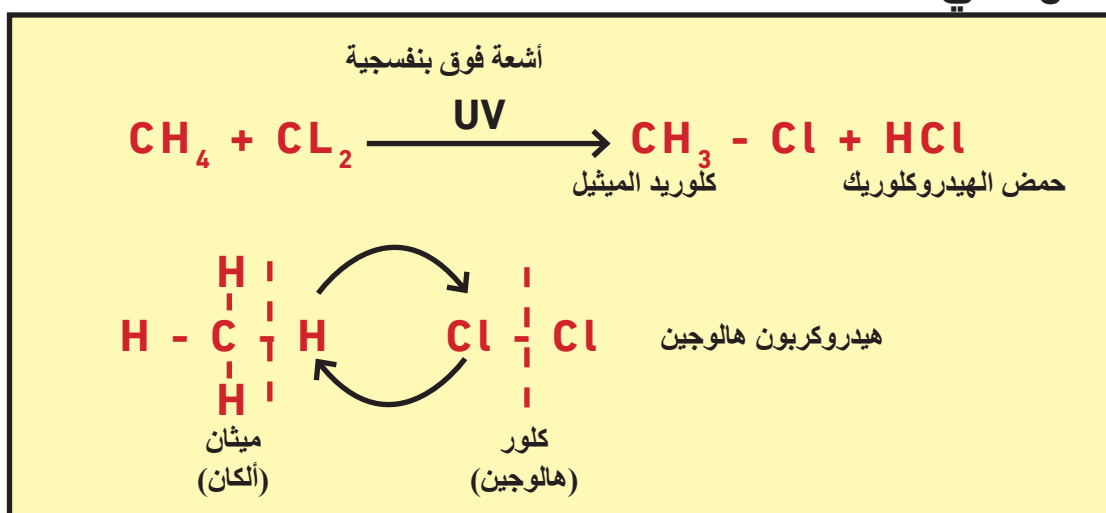 أشعة فوق بنفسجية
UV
CH4 + CL2 → CH3 - Cl + HCl
كلوريد الميثيل حمض الهيدروكلوريك
H
H - C - H Cl - Cl هيدروكربون هالوجين
H
ميثان كلور
(ألكان) (هالوجين)